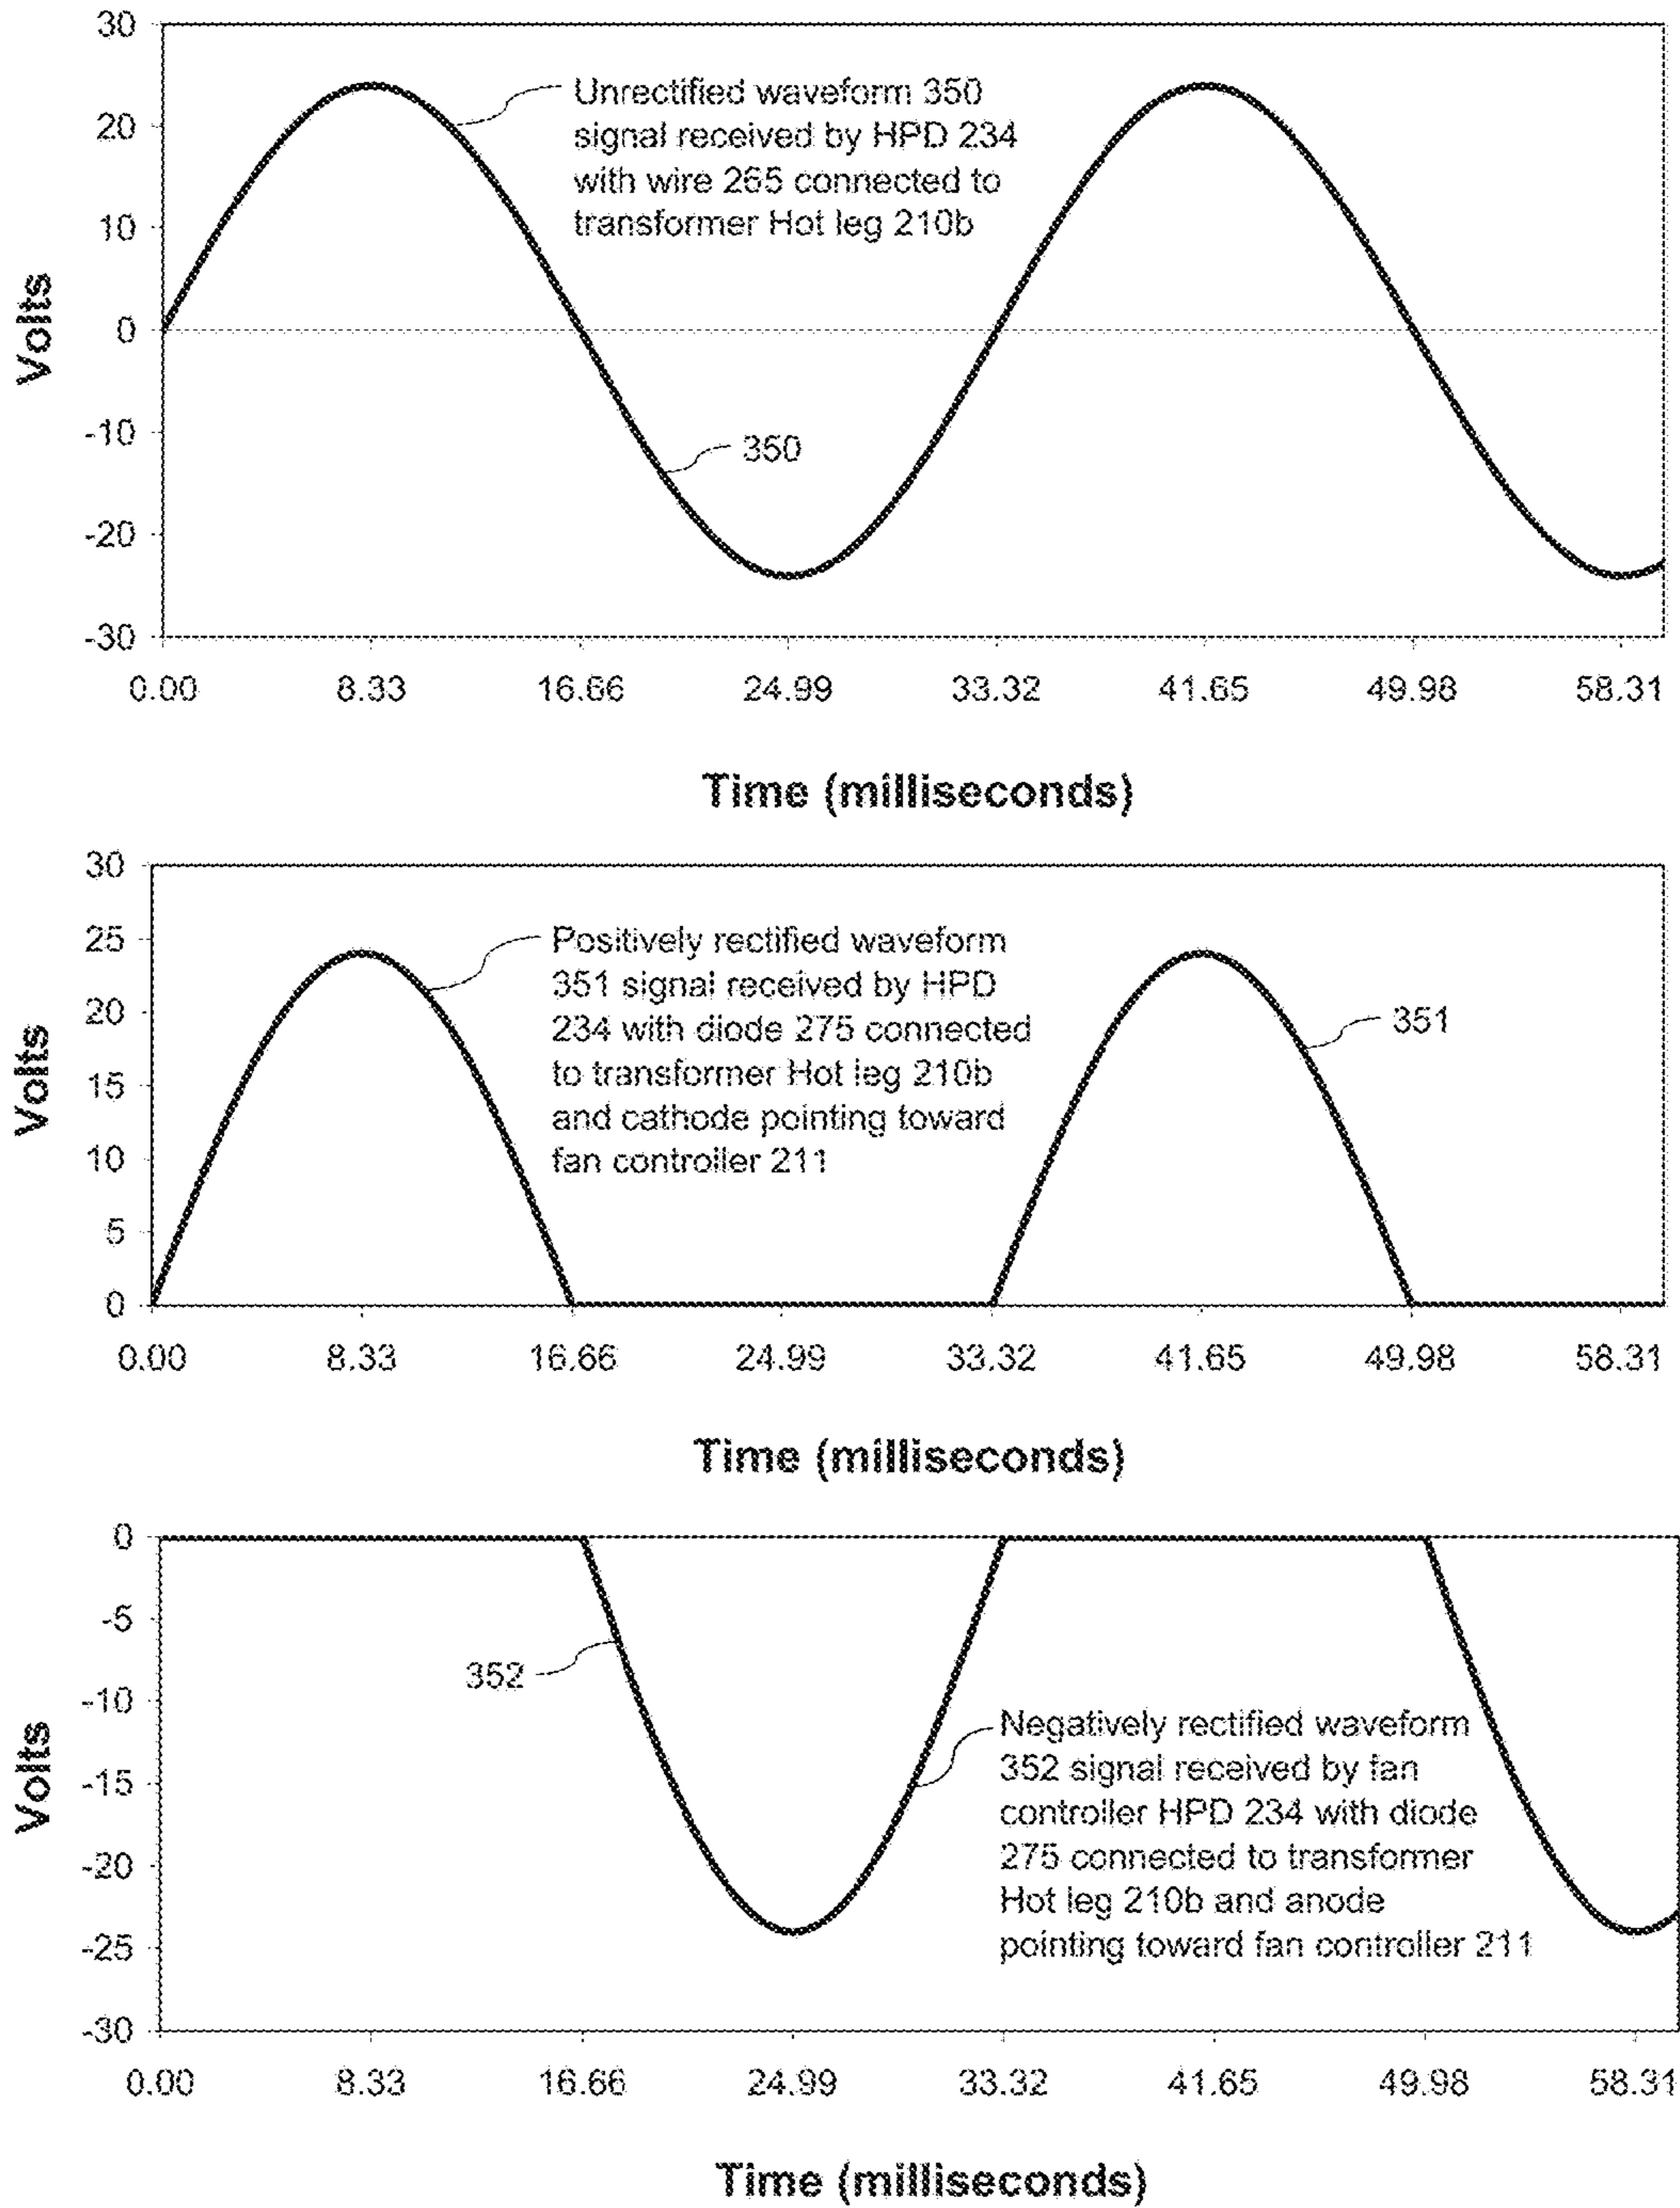 30
Unrectified waveform 350
signal received by HPD 234
with wire 265 connected to
transformer Hot leg 210b
20
10
0
-10
350
-20
-30
Volts
0.00 8.33 16.66 24.99 33.32 41.65 49.98 58.31
Time (milliseconds)
30
25
Positively rectified waveform
351 signal received by HPD
234 with diode 275 connected
to transformer Hot leg 210b
and cathode pointing toward
fan controller 211
351
20
15
10
5
0
Volts
0.00 8.33 16.66 24.99 33.32 41.65 49.98 58.31
Time (milliseconds)
0
-5
352
-10
Negatively rectified waveform
352 signal received by fan
controller HPD 234 with diode
275 connected to transformer
Hot leg 210b and anode
pointing toward fan controller 211
-15
-20
-25
-30
Volts
0.00 8.33 16.66 24.99 33.32 41.65 49.98 58.31
Time (milliseconds)